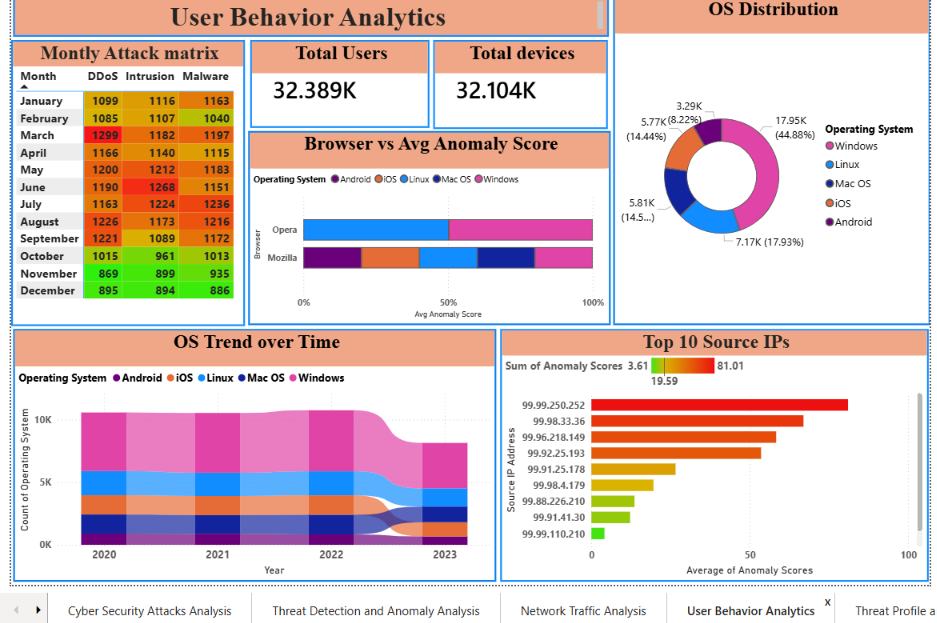 User Behavior Analytics
OS Distribution
Montly Attack matrix
Month DDoS Intrusion Malware
January 1099 1116 1163
February 1085 1107 1040
March 1299 1182 1197
April 1166 1140 1115
May 1200 1212 1183
June 1190 1268 1151
July 1163 1224 1236
August 1226 1173 1216
September 1221 1089 1172
October 1015 961 1013
November 869 899 935
December 895 894 886
Total Users
32.389K
Total devices
32.104K
Browser vs Avg Anomaly Score
Operating System Android iOS Linux Mac OS Windows
Browser
Opera
Mozilla
0% 50% 100%
Avg Anomaly Score
3.29K
(8.22%)
5.77K
(14.44%)
17.95K
(44.88%)
5.81K
(14.5...)
7.17K (17.93%)
Operating System
Windows
Linux
Mac OS
iOS
Android
OS Trend over Time
Operating System Android iOS Linux Mac OS Windows
Count of Operating System
10K
5K
0K
2020 2021 2022 2023
Year
Top 10 Source IPs
Sum of Anomaly Scores 3.61 81.01
19.59
Source IP Address
99.99.250.252
99.98.33.36
99.96.218.149
99.92.25.193
99.91.25.178
99.98.4.179
99.88.226.210
99.91.41.30
99.99.110.210
0 50 100
Average of Anomaly Scores
Cyber Security Attacks Analysis Threat Detection and Anomaly Analysis Network Traffic Analysis User Behavior Analytics X Threat Profile a